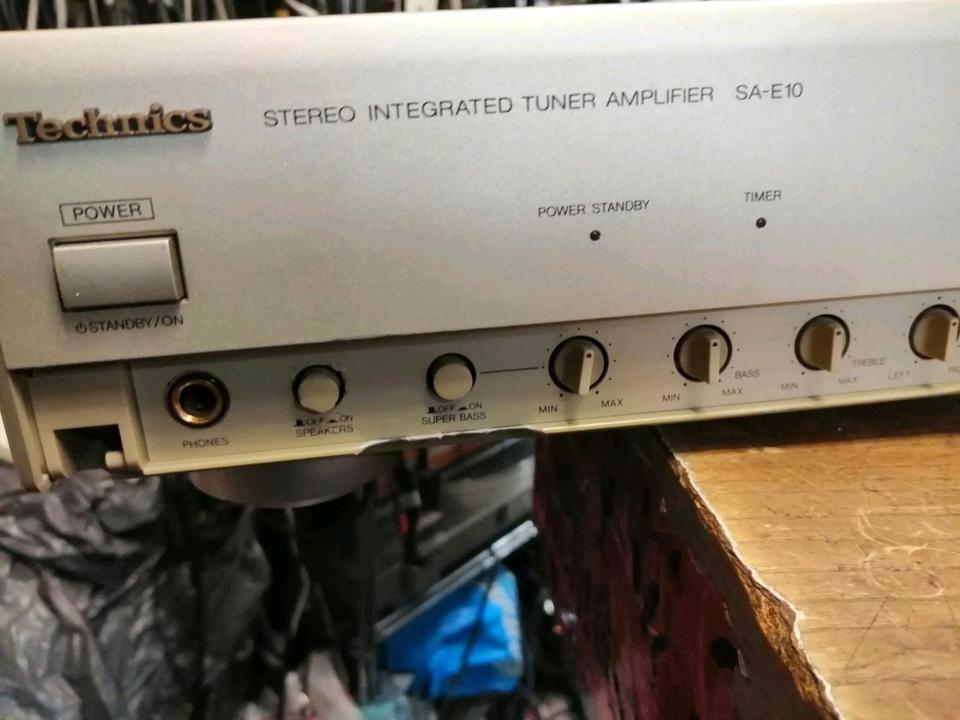 Technics
STEREO INTEGRATED TUNER AMPLIFIER SA-E10
POWER
POWER STANDBY
TIMER
⏻STANDBY/ON
PHONES
OFF ON
SPEAKERS
OFF ON
SUPER BASS
MIN MAX
BASS
MIN MAX
TREBLE
MIN MAX
LEFT